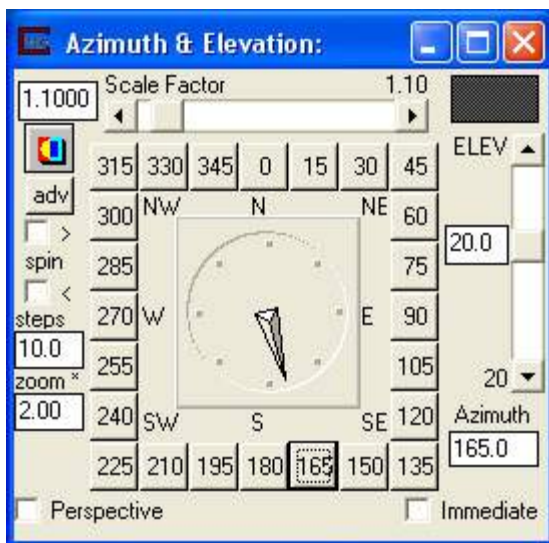 Azimuth & Elevation:
1.1000 Scale Factor 1.10
315 330 345 0 15 30 45 ELEV
adv
300 NW N NE 60
>
20.0
spin 285 75
<
steps 270 W E 90
10.0
255 105
zoom × 20
2.00 240 SW S SE 120 Azimuth
165.0
225 210 195 180 165 150 135
Perspective Immediate